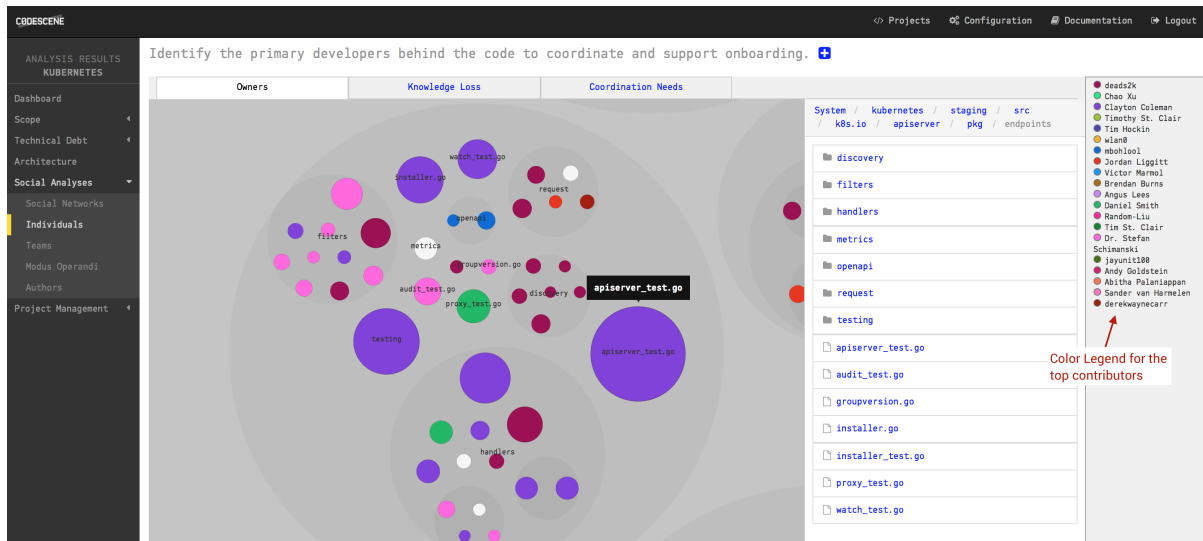 CODESCENE
Projects
Configuration
Documentation
Logout
ANALYSIS RESULTS
KUBERNETES
Dashboard
Scope
Technical Debt
Architecture
Social Analyses
Social Networks
Individuals
Teams
Modus Operandi
Authors
Project Management
Identify the primary developers behind the code to coordinate and support onboarding.
Owners
Knowledge Loss
Coordination Needs
watch_test.go
installer.go
request
openapi
filters
metrics
groupversion.go
audit_test.go
discovery
proxy_test.go
apiserver_test.go
testing
apiserver_test.go
handlers
System / kubernetes / staging / src
/ k8s.io / apiserver / pkg / endpoints
discovery
filters
handlers
metrics
openapi
request
testing
apiserver_test.go
audit_test.go
groupversion.go
installer.go
installer_test.go
proxy_test.go
watch_test.go
deads2k
Chao Xu
Clayton Coleman
Timothy St. Clair
Tim Hockin
wlan0
mbohlool
Jordan Liggitt
Victor Marmol
Brendan Burns
Angus Lees
Daniel Smith
Random-Liu
Tim St. Clair
Dr. Stefan
Schimanski
jayunit100
Andy Goldstein
Abitha Palaniappan
Sander van Harmelen
derekwaynecarr
Color Legend for the
top contributors